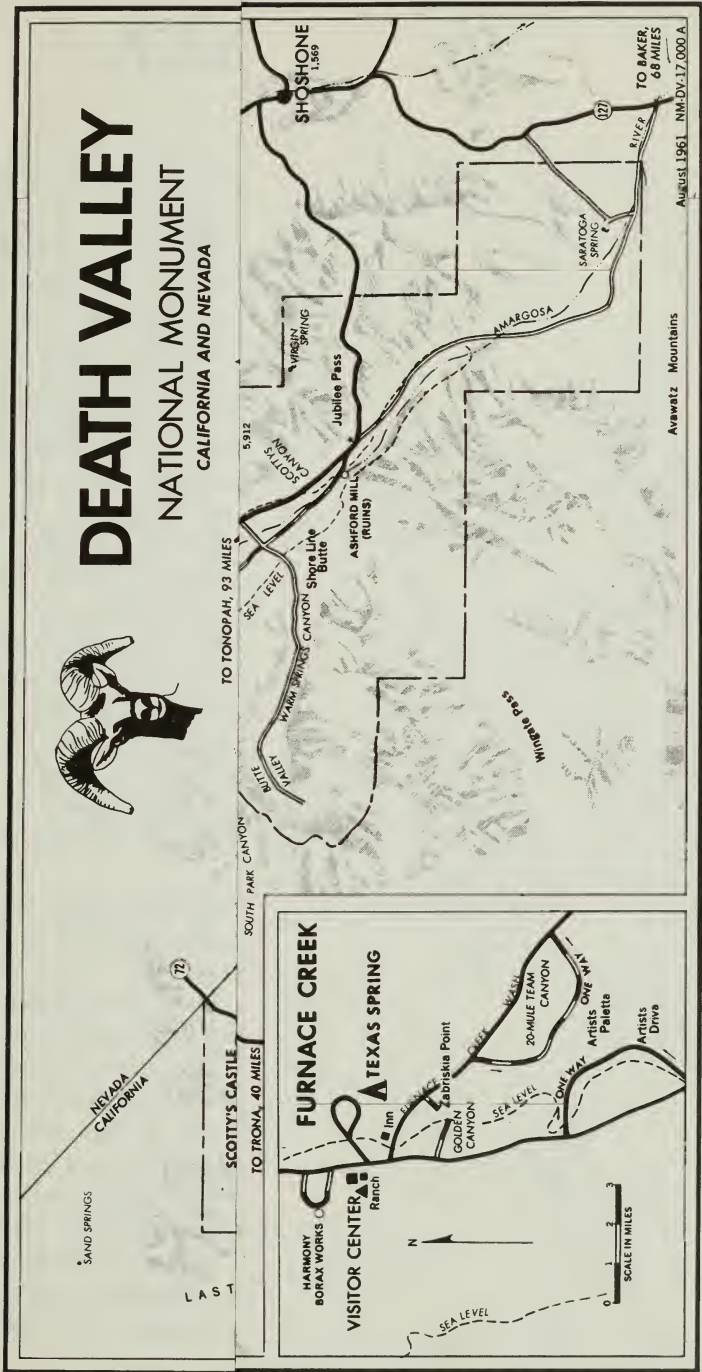 DEATH VALLEY
NATIONAL MONUMENT
CALIFORNIA AND NEVADA
TO TONOPAH, 93 MILES
NEVADA
CALIFORNIA
72
SAND SPRINGS
LAST
SCOTTY'S CASTLE
TO TRONA, 40 MILES
SOUTH PARK CANYON
BUTTE
VALLEY
WARM SPRINGS CANYON
SEA LEVEL
Shore Line
Butte
SCOTTYS
CANYON
5,912
ASHFORD MILL
(RUINS)
Jubilee Pass
VIRGIN
SPRING
SHOSHONE
1,569
AMARGOSA
RIVER
SARATOGA
SPRING
127
TO BAKER,
68 MILES
Wingate Pass
Avawatz Mountains
August 1961 NM-DV-17,000 A
FURNACE CREEK
TEXAS SPRING
HARMONY
BORAX WORKS
VISITOR CENTER
Ranch
Inn
FURNACE CREEK WASH
Zabriskia Point
GOLDEN
CANYON
SEA LEVEL
20-MULE TEAM
CANYON
ONE WAY
Artists
Paletta
ONE WAY
Artists
Driva
N
SEA LEVEL
0 1 2 3
SCALE IN MILES